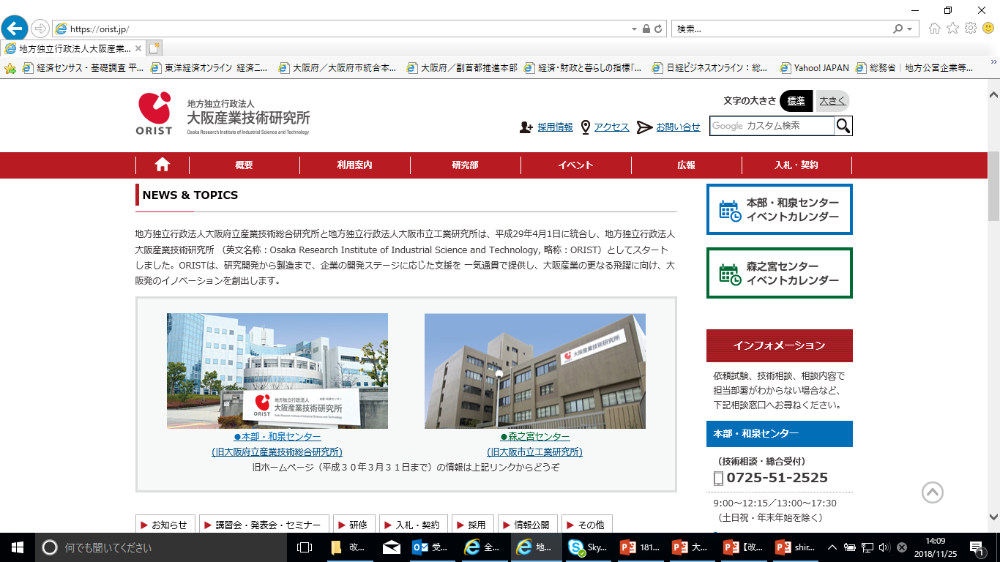 https://orist.jp/
検索...
地方独立行政法人大阪産業...
経済センサス - 基礎調査 平...
東洋経済オンライン 経済ニ...
大阪府／大阪府市統合本...
大阪府／副首都推進本部
経済・財政と暮らしの指標「...
日経ビジネスオンライン：総...
Yahoo! JAPAN
総務省｜地方公営企業等...
文字の大きさ 標準 大きく
ORIST
地方独立行政法人
大阪産業技術研究所
Osaka Research Institute of Industrial Science and Technology
採用情報 アクセス お問い合せ
Google カスタム検索
概要 利用案内 研究部 イベント 広報 入札・契約
NEWS & TOPICS
地方独立行政法人大阪府立産業技術総合研究所と地方独立行政法人大阪市立工業研究所は、平成29年4月1日に統合し、地方独立行政法人
大阪産業技術研究所 （英文名称：Osaka Research Institute of Industrial Science and Technology, 略称：ORIST）としてスタート
しました。ORISTは、研究開発から製造まで、企業の開発ステージに応じた支援を 一気通貫で提供し、大阪産業の更なる飛躍に向け、大
阪発のイノベーションを創出します。
ORIST
地方独立行政法人 本部・和泉センター
大阪産業技術研究所
Osaka Research Institute of Industrial Science and Technology
ORIST 大阪産業技術研究所
●本部・和泉センター
(旧大阪府立産業技術総合研究所)
●森之宮センター
(旧大阪市立工業研究所)
旧ホームページ（平成３０年３月３１日まで）の情報は上記リンクからどうぞ
お知らせ 講習会・発表会・セミナー 研修 入札・契約 採用 情報公開 その他
本部・和泉センター
イベントカレンダー
森之宮センター
イベントカレンダー
インフォメーション
依頼試験、技術相談、相談内容で
担当部署がわからない場合など、
下記相談窓口へお尋ねください。
本部・和泉センター
（技術相談・総合受付）
0725-51-2525
9:00～12:15／13:00～17:30
（土日祝・年末年始を除く）
何でも聞いてください
改...
受...
全...
地...
Sky...
181...
大...
【改...
shir...
14:09
2018/11/25
1